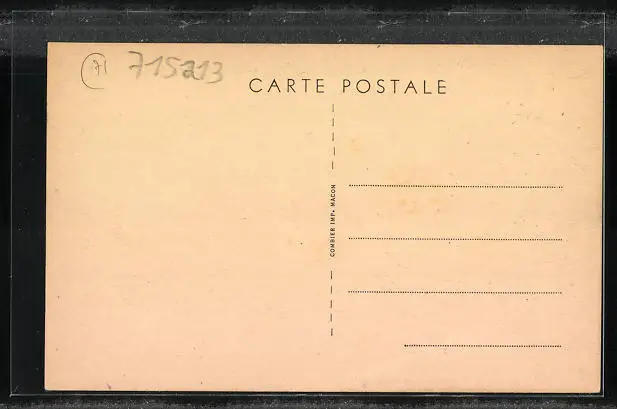 71 715213
CARTE POSTALE
COMBIER IMP. MACON